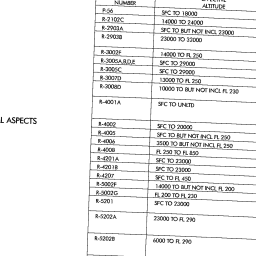 NUMBER
ALTITUDE
P-56 SFC TO 18000
R-2102C 14000 TO 24000
R-2903A SFC TO BUT NOT INCL 23000
R-2903B 23000 TO 32000
R-3002F 14000 TO FL 250
R-3005A,B,D,E SFC TO 29000
R-3005C SFC TO 29000
R-3007D 13000 TO FL 250
R-3008D 10000 TO BUT NOT INCL FL 230
R-4001A SFC TO UNLTD
ASPECTS
R-4002 SFC TO 20000
R-4005 SFC TO BUT NOT INCL FL 250
R-4006 3500 TO BUT NOT INCL FL 250
R-4008 FL 250 TO FL 850
R-4201A SFC TO 23000
R-4201B SFC TO 23000
R-4207 SFC TO FL 450
R-5002F 14000 TO BUT NOT INCL FL 200
R-5002G FL 200 TO FL 230
R-5201 SFC TO 23000
R-5202A 23000 TO FL 290
R-5202B 6000 TO FL 290